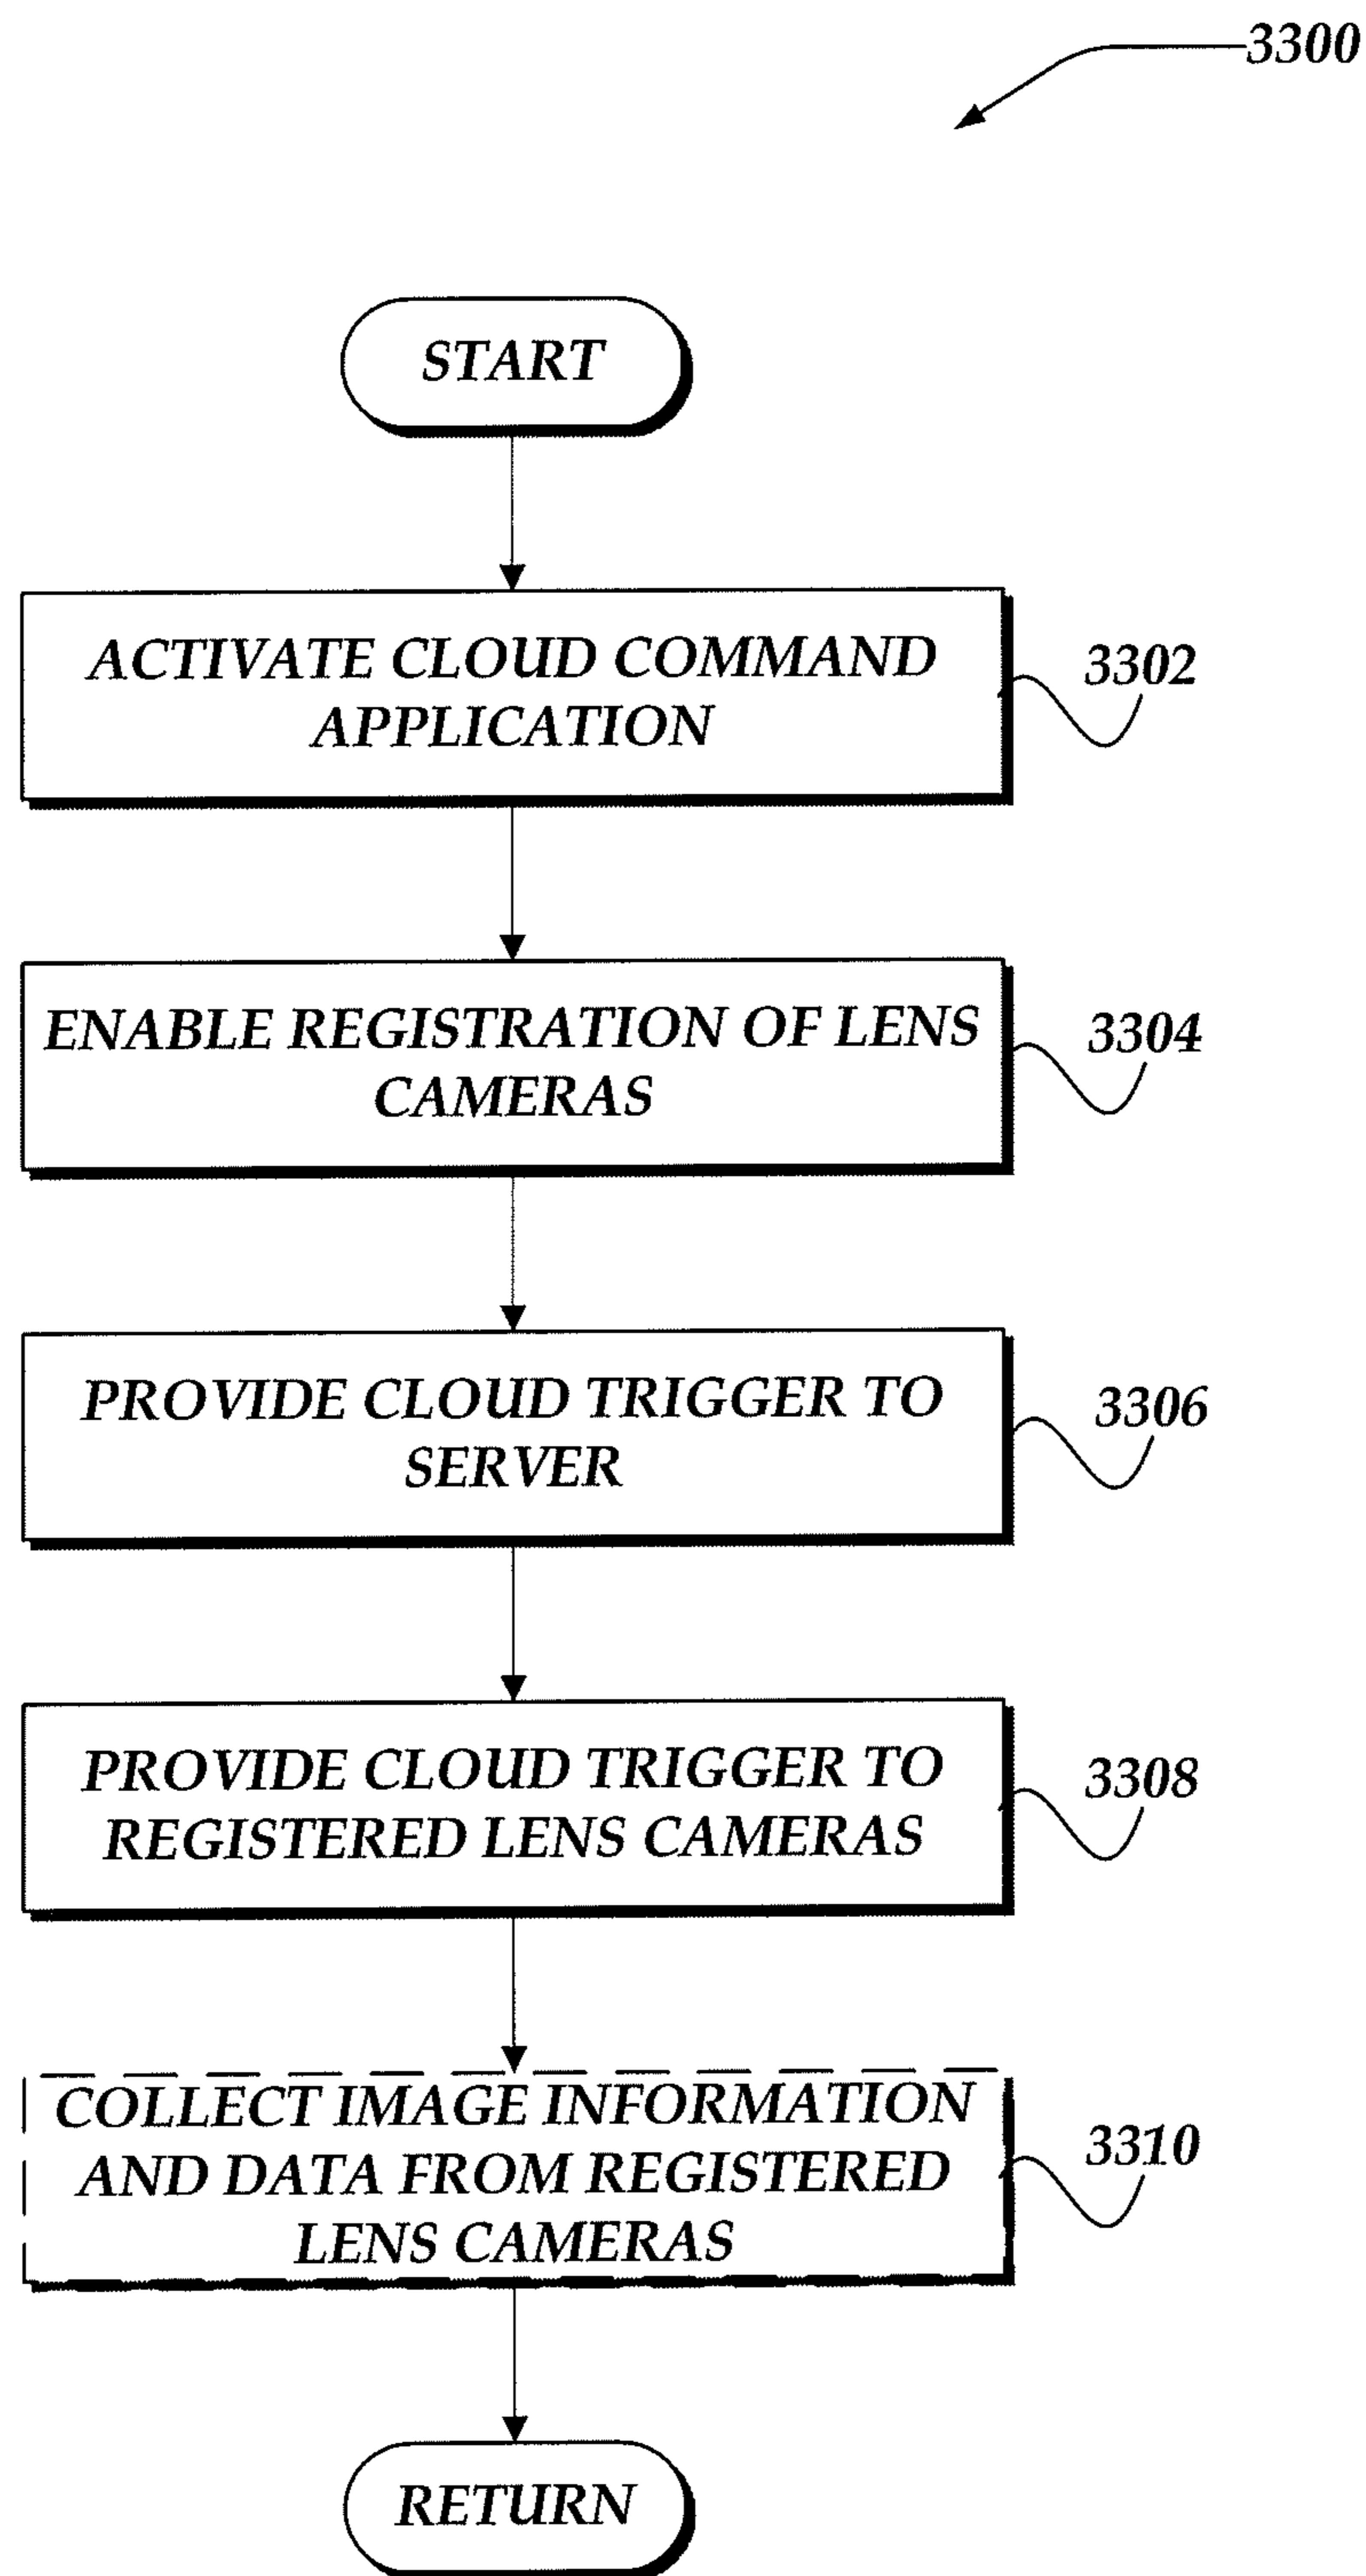 3300
START
ACTIVATE CLOUD COMMAND
APPLICATION
3302
ENABLE REGISTRATION OF LENS
CAMERAS
3304
PROVIDE CLOUD TRIGGER TO
SERVER
3306
PROVIDE CLOUD TRIGGER TO
REGISTERED LENS CAMERAS
3308
COLLECT IMAGE INFORMATION
AND DATA FROM REGISTERED
LENS CAMERAS
3310
RETURN